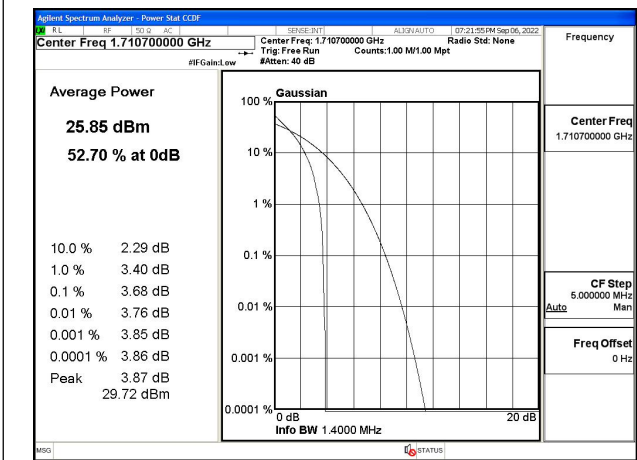 Agilent Spectrum Analyzer - Power Stat CCDF
RL RF 50 Ω AC SENSE:INT ALIGN AUTO 07:21:55 PM Sep 06, 2022
Center Freq 1.710700000 GHz
Center Freq: 1.710700000 GHz Radio Std: None
Trig: Free Run Counts:1.00 M/1.00 Mpt
#IFGain:Low #Atten: 40 dB
Frequency
Average Power
25.85 dBm
52.70 % at 0dB
10.0 % 2.29 dB
1.0 % 3.40 dB
0.1 % 3.68 dB
0.01 % 3.76 dB
0.001 % 3.85 dB
0.0001 % 3.86 dB
Peak 3.87 dB
29.72 dBm
Gaussian
100 %
10 %
1 %
0.1 %
0.01 %
0.001 %
0.0001 %
0 dB 20 dB
Info BW 1.4000 MHz
Center Freq
1.710700000 GHz
CF Step
5.000000 MHz
Auto Man
Freq Offset
0 Hz
MSG STATUS